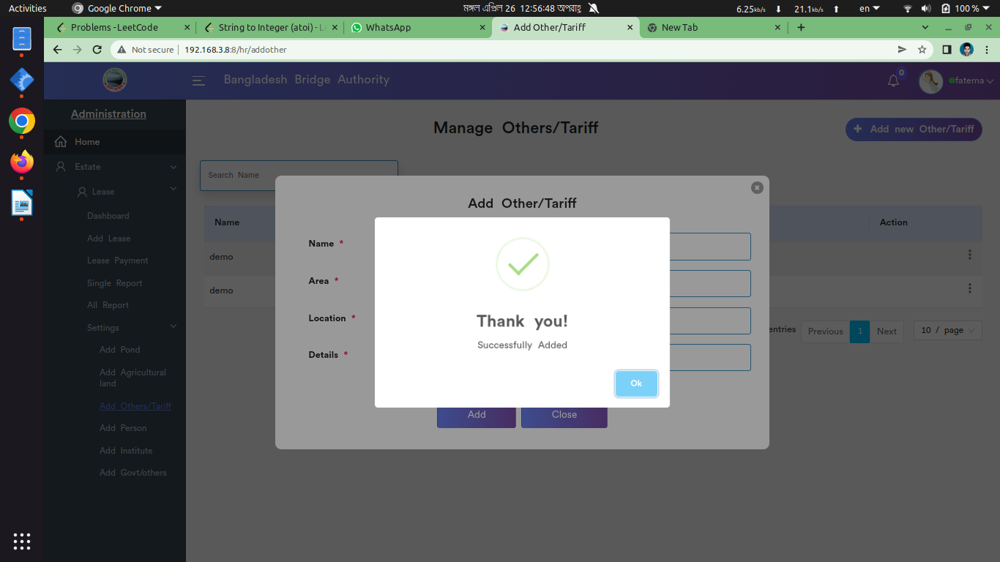 Activities
Google Chrome
মঙ্গল এপ্রিল 26 12:56:48 অপরাহ্ণ
6.25kb/s
21.1kb/s
en
100 %
Problems - LeetCode
String to Integer (atoi) - L
WhatsApp
Add Other/Tariff
New Tab
Not secure
192.168.3.8:8/hr/addother
Bangladesh Bridge Authority
0
fatema
Administration
Home
Estate
Lease
Dashboard
Add Lease
Lease Payment
Single Report
All Report
Settings
Add Pond
Add Agricultural
land
Add Others/Tariff
Add Person
Add Institute
Add Govt/others
Manage Others/Tariff
+ Add new Other/Tariff
Search Name
Name
Action
demo
demo
entries
Previous
1
Next
10 / page
Add Other/Tariff
Name *
Area *
Location *
Details *
Thank you!
Successfully Added
Ok
Add
Close